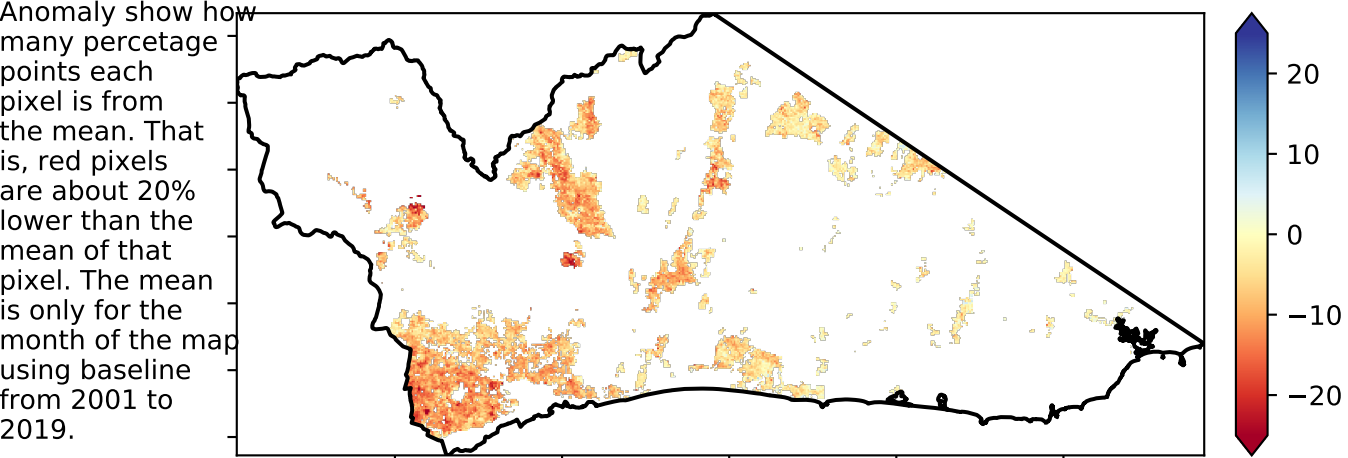 Anomaly show how
many percetage
points each
pixel is from
the mean. That
is, red pixels
are about 20%
lower than the
mean of that
pixel. The mean
is only for the
month of the map
using baseline
from 2001 to
2019.
20
10
0
−10
−20